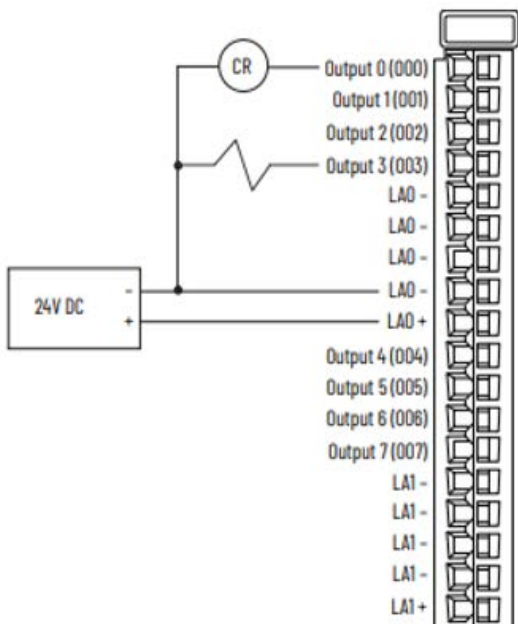 CR
Output 0 (000)
Output 1 (001)
Output 2 (002)
Output 3 (003)
LA0 -
LA0 -
LA0 -
24V DC
-
LA0 -
+
LA0 +
Output 4 (004)
Output 5 (005)
Output 6 (006)
Output 7 (007)
LA1 -
LA1 -
LA1 -
LA1 -
LA1 +